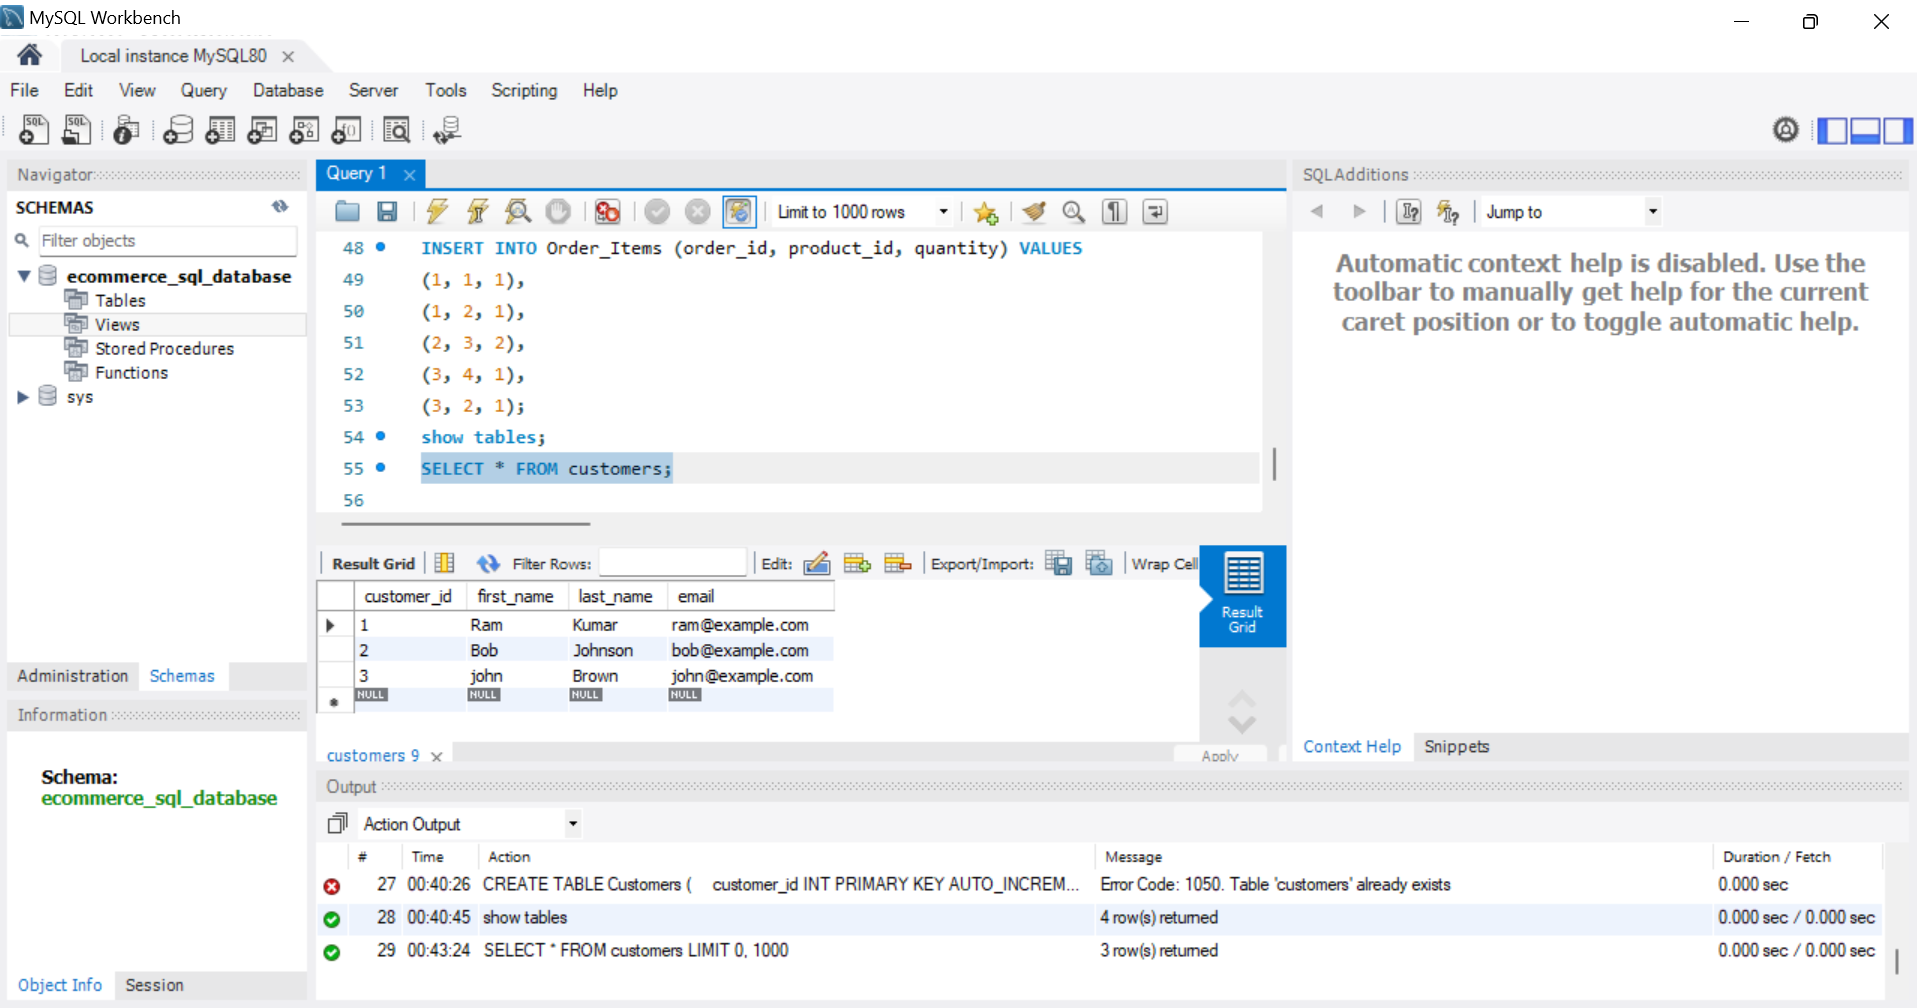 MySQL Workbench
Local instance MySQL80
File Edit View Query Database Server Tools Scripting Help
Navigator
SCHEMAS
Filter objects
ecommerce_sql_database
Tables
Views
Stored Procedures
Functions
sys
Administration Schemas
Information
Schema:
ecommerce_sql_database
Object Info Session
Query 1
Limit to 1000 rows
48 INSERT INTO Order_Items (order_id, product_id, quantity) VALUES
49 (1, 1, 1),
50 (1, 2, 1),
51 (2, 3, 2),
52 (3, 4, 1),
53 (3, 2, 1);
54 show tables;
55 SELECT * FROM customers;
56
Result Grid Filter Rows: Edit: Export/Import: Wrap Cell
customer_id first_name last_name email
1 Ram Kumar ram@example.com
2 Bob Johnson bob@example.com
3 john Brown john@example.com
NULL NULL NULL NULL
Result
Grid
customers 9
Apply
SQLAdditions
Jump to
Automatic context help is disabled. Use the
toolbar to manually get help for the current
caret position or to toggle automatic help.
Context Help Snippets
Output
Action Output
# Time Action Message Duration / Fetch
27 00:40:26 CREATE TABLE Customers ( customer_id INT PRIMARY KEY AUTO_INCREM... Error Code: 1050. Table 'customers' already exists 0.000 sec
28 00:40:45 show tables 4 row(s) returned 0.000 sec / 0.000 sec
29 00:43:24 SELECT * FROM customers LIMIT 0, 1000 3 row(s) returned 0.000 sec / 0.000 sec